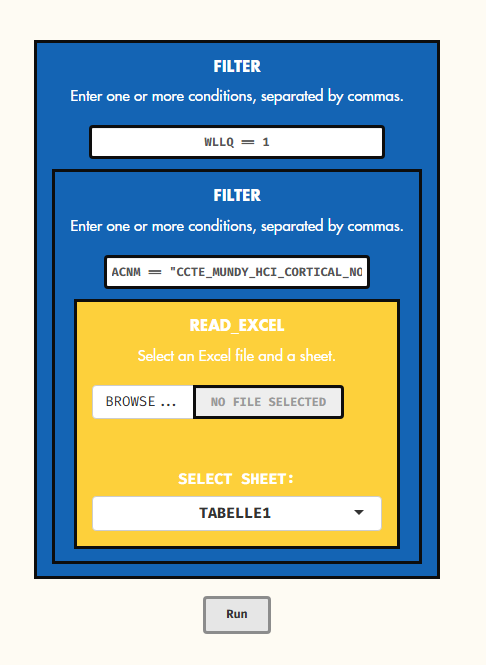 FILTER
Enter one or more conditions, separated by commas.
WLLQ == 1
FILTER
Enter one or more conditions, separated by commas.
ACNM == "CCTE_MUNDY_HCI_CORTICAL_NO
READ_EXCEL
Select an Excel file and a sheet.
BROWSE... NO FILE SELECTED
SELECT SHEET:
TABELLE1
Run